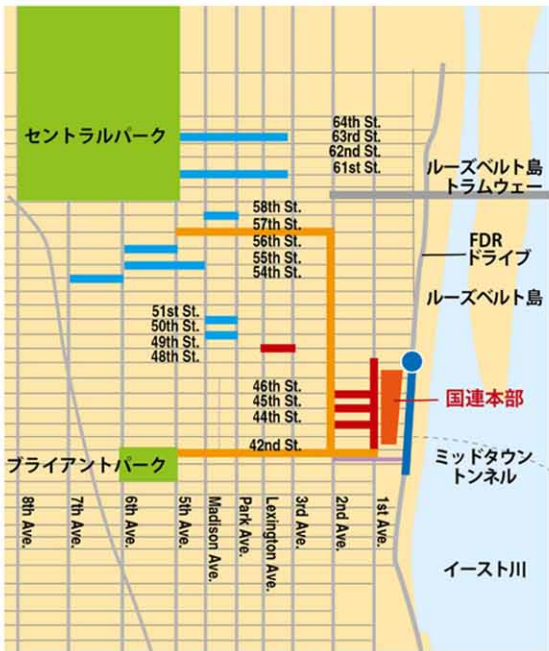 セントラルパーク
64th St.
63rd St.
62nd St.
61st St.
ルーズベルト島
トラムウェー
58th St.
57th St.
56th St.
55th St.
54th St.
FDR
ドライブ
ルーズベルト島
51st St.
50th St.
49th St.
48th St.
46th St.
45th St.
44th St.
42nd St.
国連本部
ブライアントパーク
ミッドタウン
トンネル
イースト川
8th Ave.
7th Ave.
6th Ave.
5th Ave.
Madison Ave.
Park Ave.
Lexington Ave.
3rd Ave.
2nd Ave.
1st Ave.